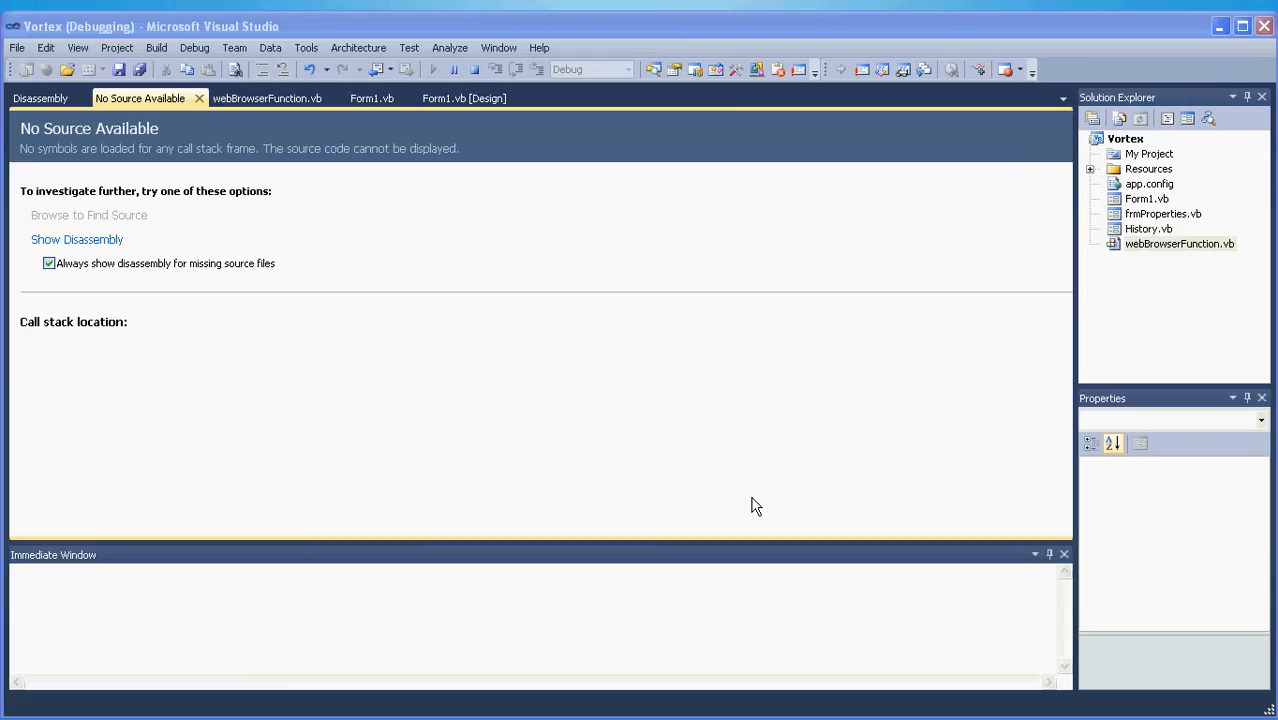 Vortex (Debugging) - Microsoft Visual Studio
File Edit View Project Build Debug Team Data Tools Architecture Test Analyze Window Help
Debug
Disassembly No Source Available webBrowserFunction.vb Form1.vb Form1.vb [Design]
No Source Available
No symbols are loaded for any call stack frame. The source code cannot be displayed.
To investigate further, try one of these options:
Browse to Find Source
Show Disassembly
Always show disassembly for missing source files
Call stack location:
Immediate Window
Solution Explorer
Vortex
My Project
Resources
app.config
Form1.vb
frmProperties.vb
History.vb
webBrowserFunction.vb
Properties